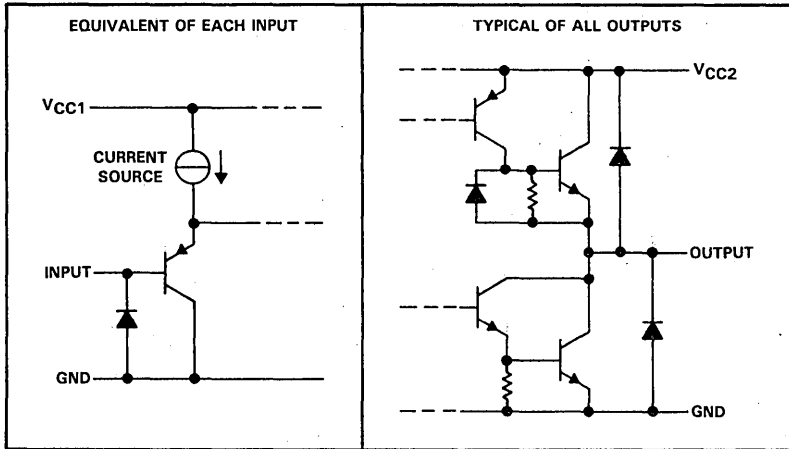 EQUIVALENT OF EACH INPUT
VCC1
CURRENT
SOURCE
INPUT
GND
TYPICAL OF ALL OUTPUTS
VCC2
OUTPUT
GND